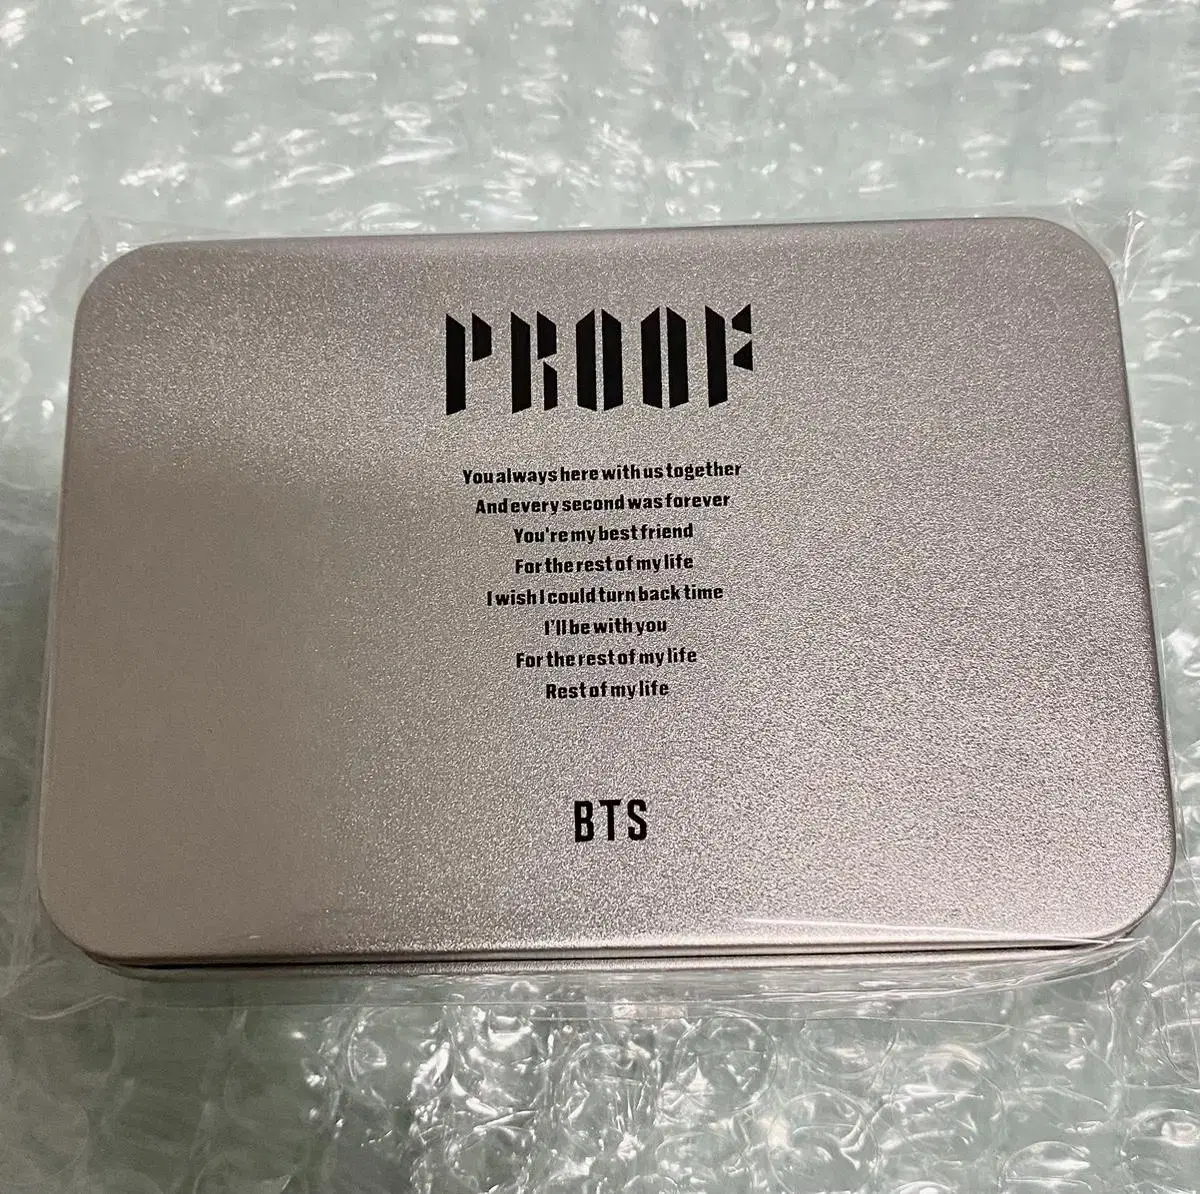 PROOF
You always here with us together
And every second was forever
You're my best friend
For the rest of my life
I wish I could turn back time
I'll be with you
For the rest of my life
Rest of my life
BTS